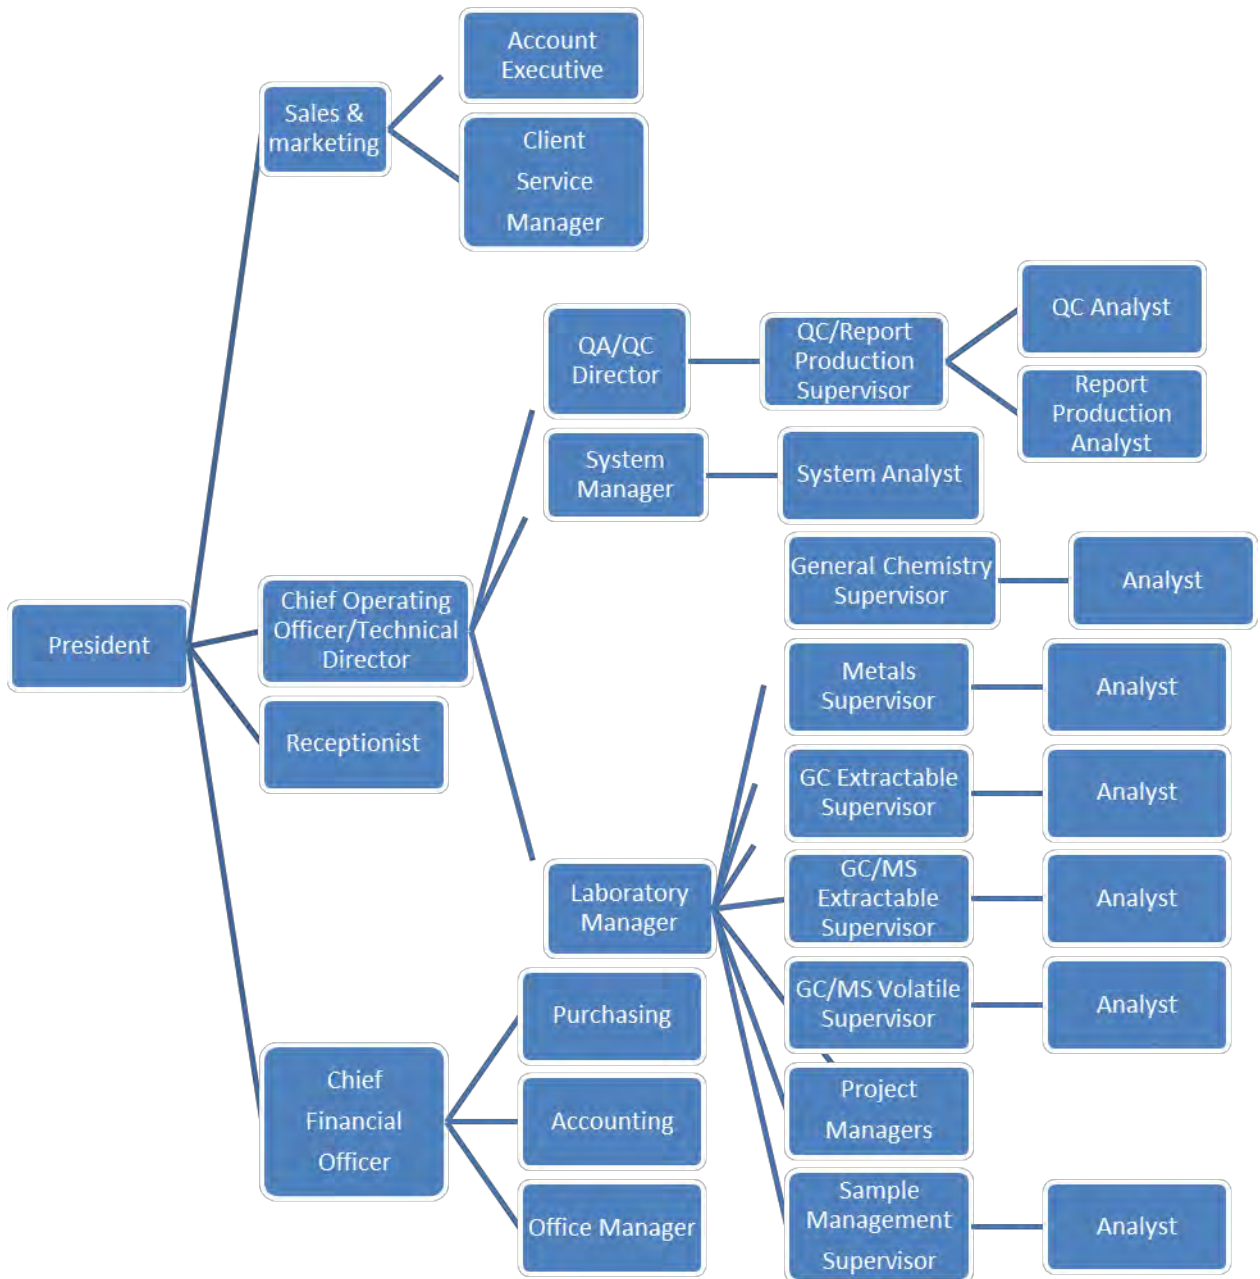 Account
Executive
Sales &
marketing
Client
Service
Manager
QA/QC
Director
QC/Report
Production
Supervisor
QC Analyst
Report
Production
Analyst
System
Manager
System Analyst
General Chemistry
Supervisor
Analyst
President
Chief Operating
Officer/Technical
Director
Receptionist
Metals
Supervisor
Analyst
GC Extractable
Supervisor
Analyst
Laboratory
Manager
GC/MS
Extractable
Supervisor
Analyst
GC/MS Volatile
Supervisor
Analyst
Project
Managers
Sample
Management
Supervisor
Analyst
Chief
Financial
Officer
Purchasing
Accounting
Office Manager